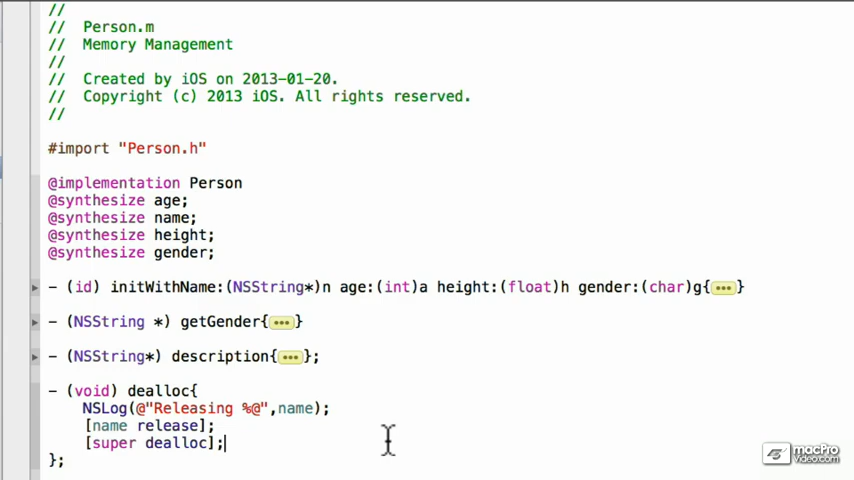 //
// Person.m
// Memory Management
//
// Created by iOS on 2013-01-20.
// Copyright (c) 2013 iOS. All rights reserved.
//
#import "Person.h"
@implementation Person
@synthesize age;
@synthesize name;
@synthesize height;
@synthesize gender;
- (id) initWithName:(NSString*)n age:(int)a height:(float)h gender:(char)g{...}
- (NSString *) getGender{...}
- (NSString*) description{...};
- (void) dealloc{
NSLog(@"Releasing %@",name);
[name release];
[super dealloc];
};
macPro
Video.com